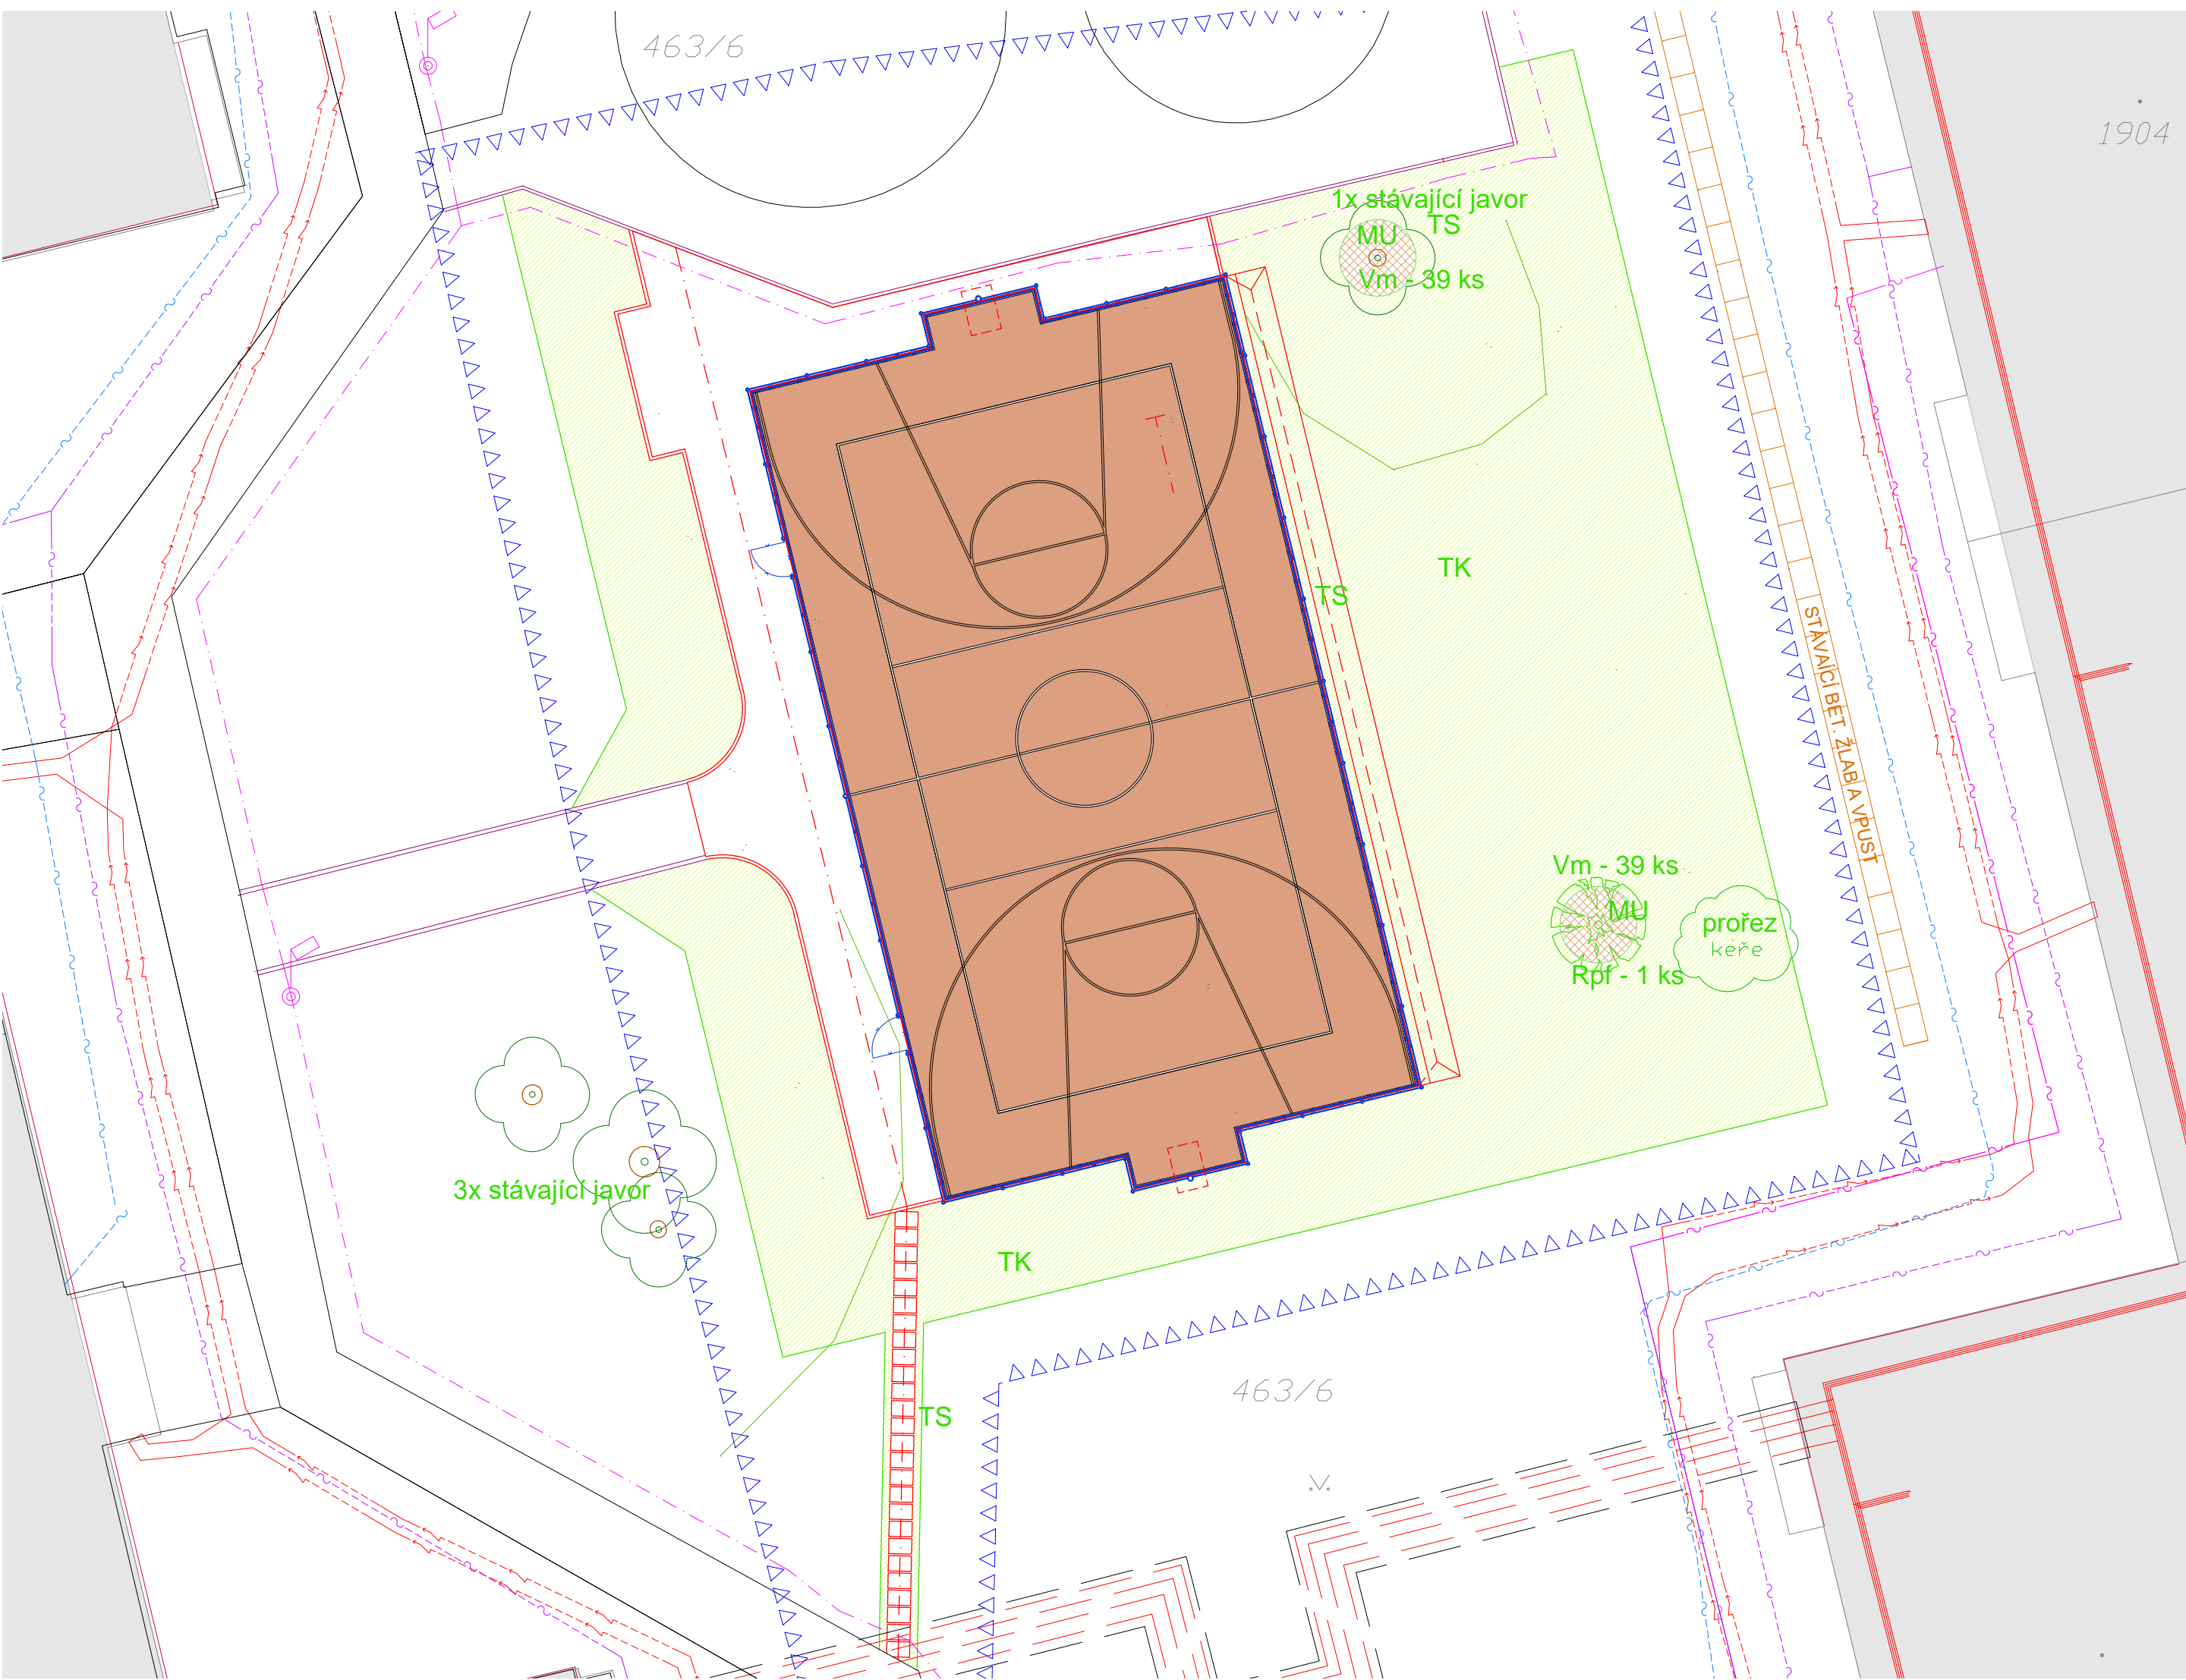 463/6
1904
1x stávající javor
TS
MU
Vm - 39 ks
TK
TS
STÁVAÍCÍ BET. ŽLAB A VPUST
Vm - 39 ks
MU
prořez
keře
Rpf - 1 ks
3x stávající javor
TK
463/6
TS